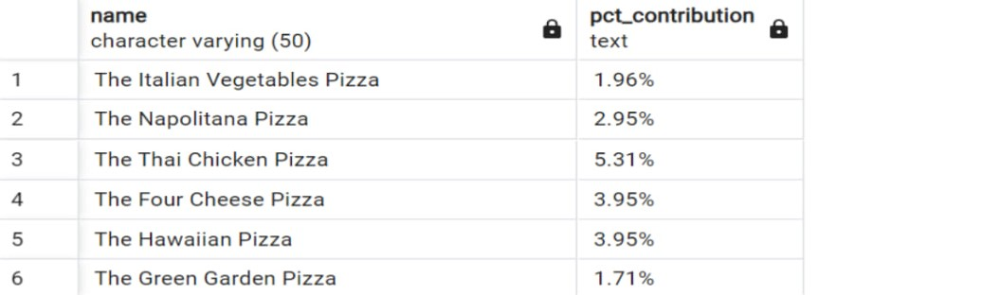 name pct_contribution
character varying (50) text
1 The Italian Vegetables Pizza 1.96%
2 The Napolitana Pizza 2.95%
3 The Thai Chicken Pizza 5.31%
4 The Four Cheese Pizza 3.95%
5 The Hawaiian Pizza 3.95%
6 The Green Garden Pizza 1.71%